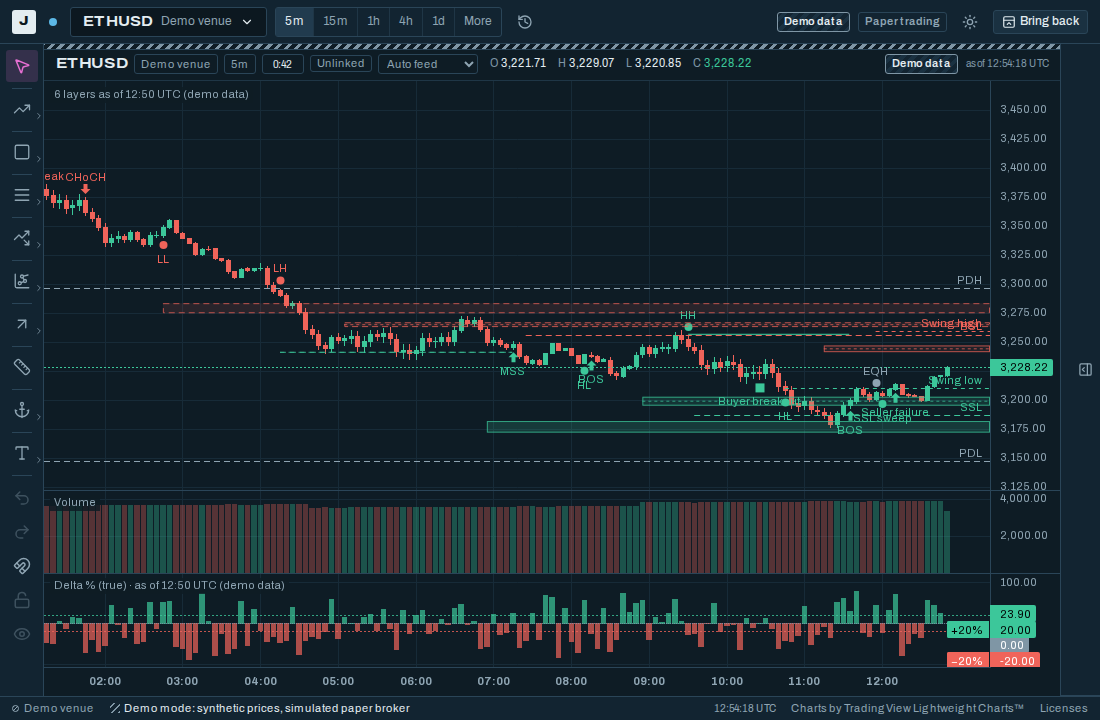 J ETHUSD Demo venue 5m 15m 1h 4h 1d More Demo data Paper trading Bring back
ETHUSD Demo venue 5m 0:42 Unlinked Auto feed O 3,221.71 H 3,229.07 L 3,220.85 C 3,228.22 Demo data as of 12:54:18 UTC
6 layers as of 12:50 UTC (demo data)
3,450.00
3,425.00
3,400.00
eak CHoCH
3,375.00
3,350.00
LL
3,325.00
LH
3,300.00
PDH
3,275.00
HH
Swing high
3,250.00
MSS
3,228.22
EQH
BOS
HL
Swing low
3,200.00
Buyer break
SSL
Seller failure
HL
SSL sweep
3,175.00
BOS
PDL
3,150.00
3,125.00
Volume
4,000.00
2,000.00
Delta % (true) · as of 12:50 UTC (demo data)
100.00
23.90
+20% 20.00
0.00
−20% -20.00
02:00 03:00 04:00 05:00 06:00 07:00 08:00 09:00 10:00 11:00 12:00
Demo venue Demo mode: synthetic prices, simulated paper broker 12:54:18 UTC Charts by TradingView Lightweight Charts™ Licenses